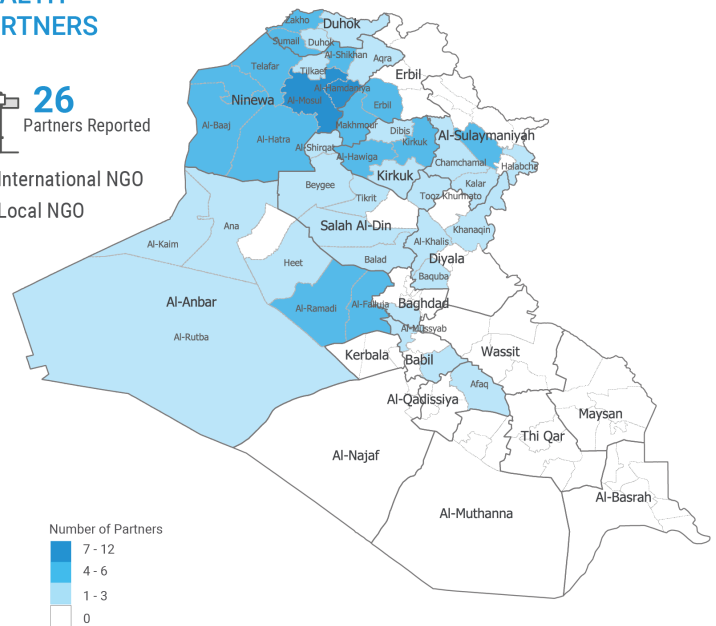 RTNERS
26
Partners Reported
International NGO
Local NGO
Zakho
Duhok
Sumail
Duhok
Al-Shikhan
Aqra
Telafar
Tilkaef
Erbil
Al-Hamdaniya
Ninewa
Al-Mosul
Erbil
Al-Baaj
Makhmour
Dibis
Al-Sulaymaniyah
Al-Hatra
Kirkuk
Al-Shirqat
Al-Hawiga
Chamchamal
Halabcha
Kirkuk
Beygee
Kalar
Tikrit
Tooz Khurmato
Ana
Salah Al-Din
Khanaqin
Al-Kaim
Al-Khalis
Heet
Balad
Diyala
Baquba
Al-Anbar
Al-Ramadi
Al-Falluja
Baghdad
Al-Rutba
Al-Mussyab
Kerbala
Babil
Wassit
Afaq
Al-Qadissiya
Maysan
Thi Qar
Al-Najaf
Al-Basrah
Al-Muthanna
Number of Partners
7 - 12
4 - 6
1 - 3
0